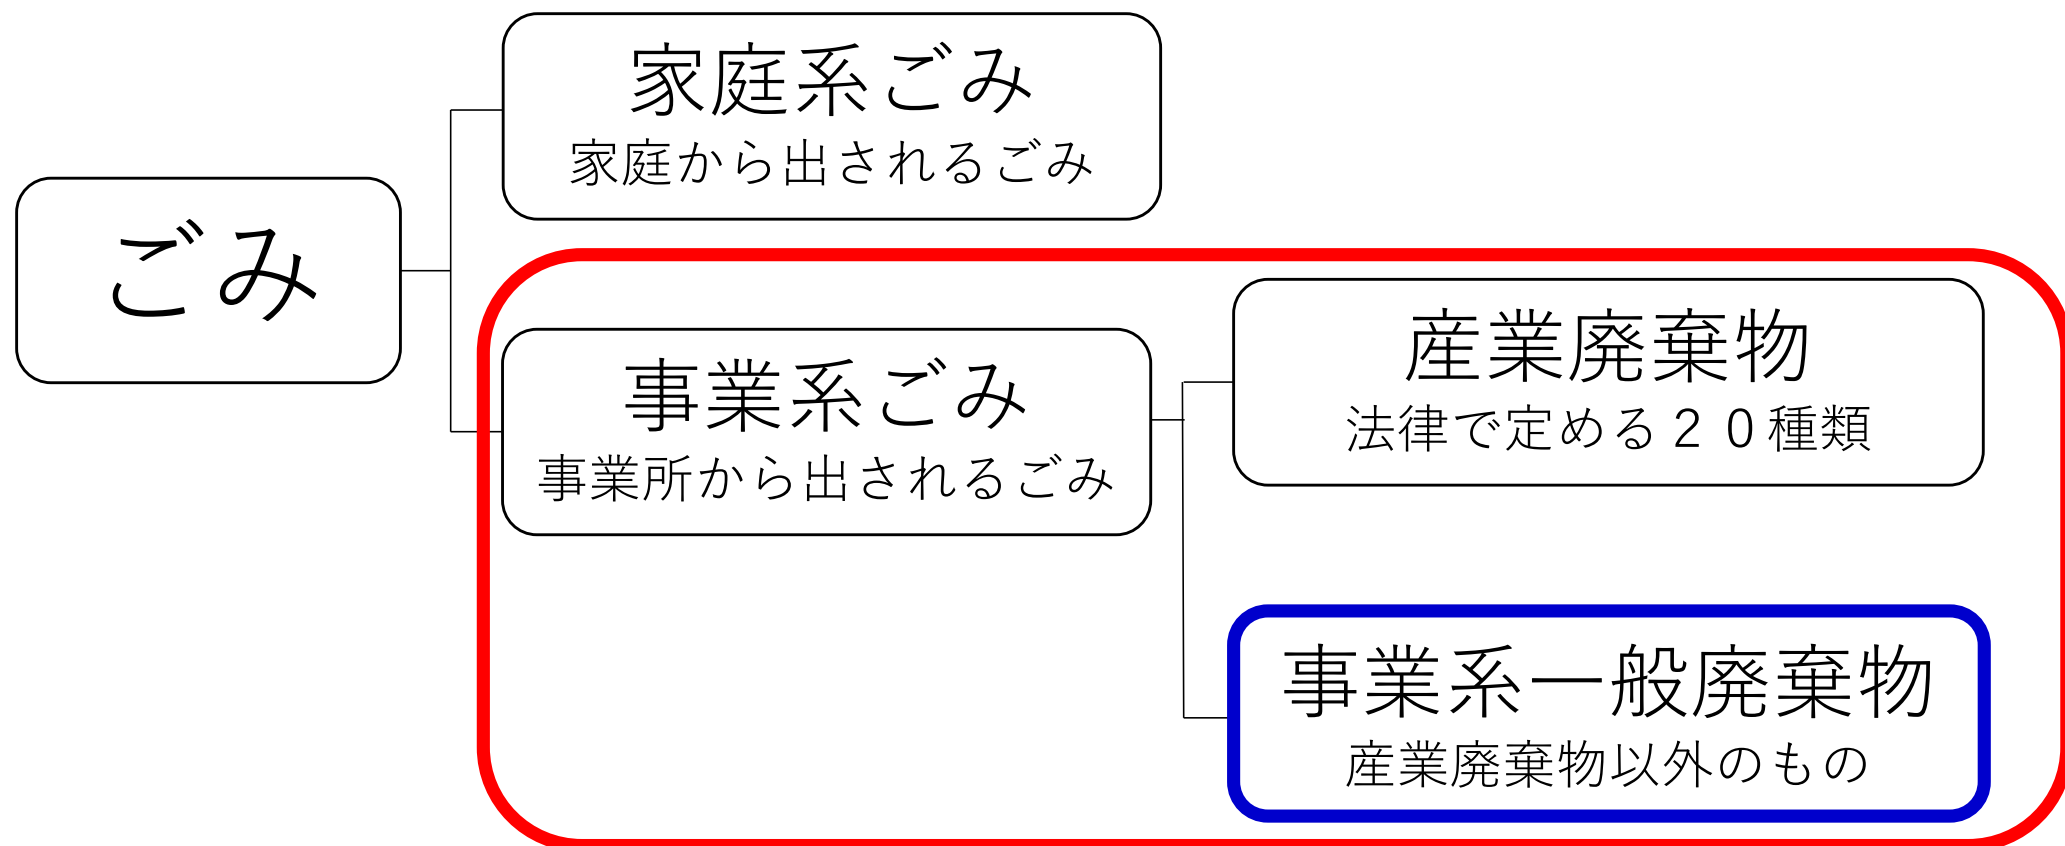 家庭系ごみ
家庭から出されるごみ
ごみ
事業系ごみ
事業所から出されるごみ
産業廃棄物
法律で定める２０種類
事業系一般廃棄物
産業廃棄物以外のもの